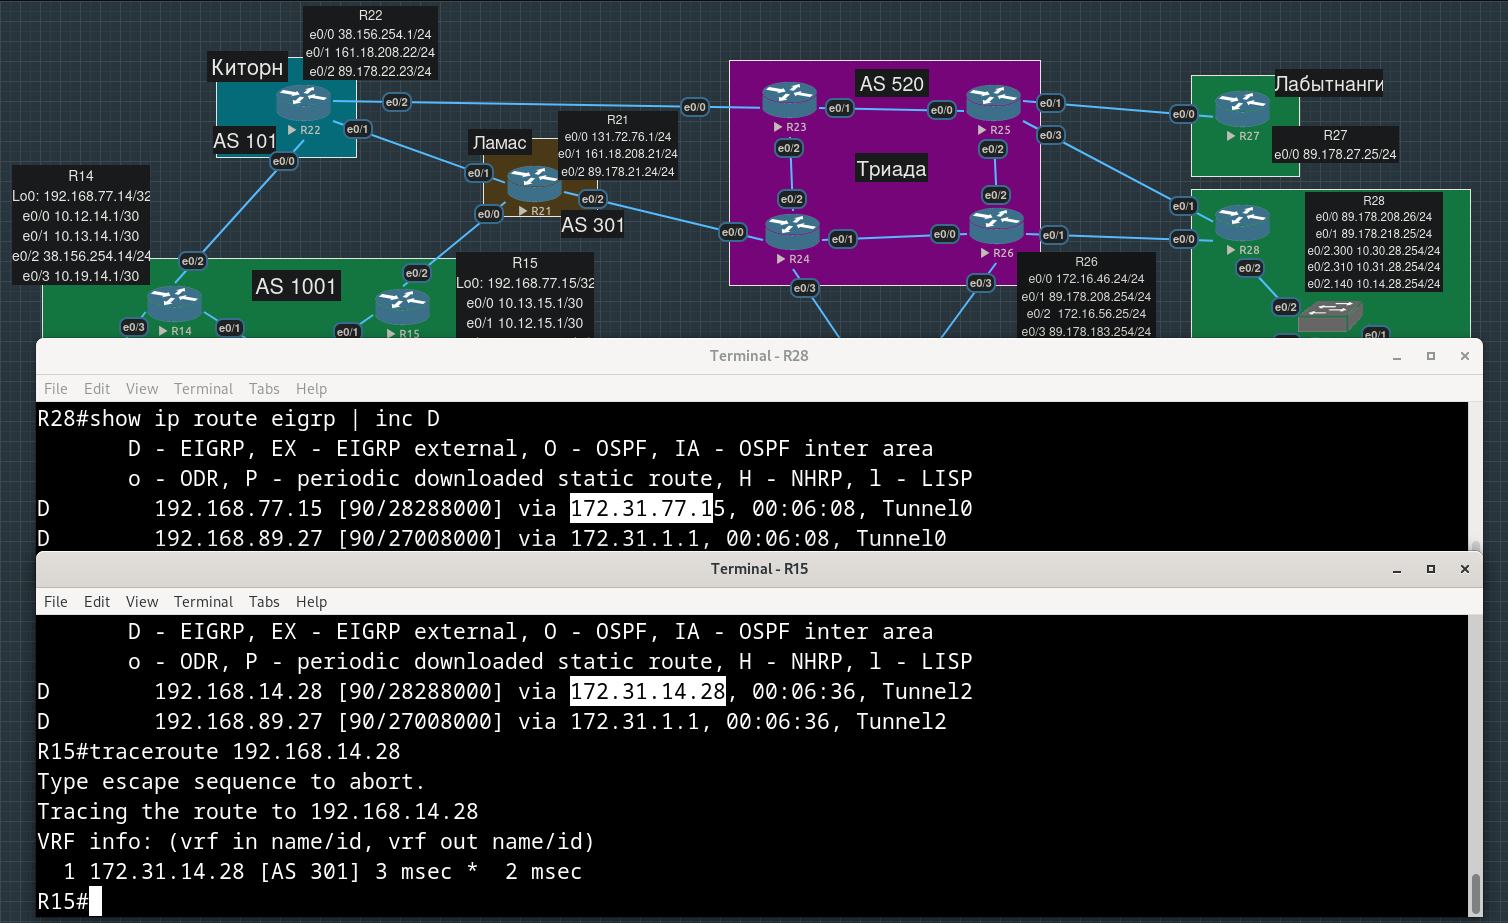 R22
e0/0 38.156.254.1/24
e0/1 161.18.208.22/24
e0/2 89.178.22.23/24
Киторн
R22
AS 101
e0/2
e0/1
e0/0
Ламас
R21
e0/0 131.72.76.1/24
e0/1 161.18.208.21/24
e0/2 89.178.21.24/24
e0/1
e0/2
e0/0
R21
AS 301
AS 520
Триада
e0/0
R23
e0/1
e0/0
R25
e0/1
e0/3
e0/2
e0/2
e0/2
e0/2
e0/0
R24
e0/1
e0/0
R26
e0/1
e0/3
e0/3
Лабытнанги
e0/0
R27
R27
e0/0 89.178.27.25/24
R28
e0/0 89.178.208.26/24
e0/1 89.178.218.25/24
e0/2.300 10.30.28.254/24
e0/2.310 10.31.28.254/24
e0/2.140 10.14.28.254/24
e0/1
e0/0
R28
e0/2
e0/2
e0/1
R26
e0/0 172.16.46.24/24
e0/1 89.178.208.254/24
e0/2 172.16.56.25/24
e0/3 89.178.183.254/24
R14
Lo0: 192.168.77.14/32
e0/0 10.12.14.1/30
e0/1 10.13.14.1/30
e0/2 38.156.254.14/24
e0/3 10.19.14.1/30
AS 1001
e0/2
e0/3
R14
e0/1
e0/2
e0/1
R15
R15
Lo0: 192.168.77.15/32
e0/0 10.13.15.1/30
e0/1 10.12.15.1/30
Terminal - R28
File Edit View Terminal Tabs Help
R28#show ip route eigrp | inc D
D - EIGRP, EX - EIGRP external, O - OSPF, IA - OSPF inter area
o - ODR, P - periodic downloaded static route, H - NHRP, l - LISP
D 192.168.77.15 [90/28288000] via 172.31.77.15, 00:06:08, Tunnel0
D 192.168.89.27 [90/27008000] via 172.31.1.1, 00:06:08, Tunnel0
Terminal - R15
File Edit View Terminal Tabs Help
D - EIGRP, EX - EIGRP external, O - OSPF, IA - OSPF inter area
o - ODR, P - periodic downloaded static route, H - NHRP, l - LISP
D 192.168.14.28 [90/28288000] via 172.31.14.28, 00:06:36, Tunnel2
D 192.168.89.27 [90/27008000] via 172.31.1.1, 00:06:36, Tunnel2
R15#traceroute 192.168.14.28
Type escape sequence to abort.
Tracing the route to 192.168.14.28
VRF info: (vrf in name/id, vrf out name/id)
1 172.31.14.28 [AS 301] 3 msec * 2 msec
R15#